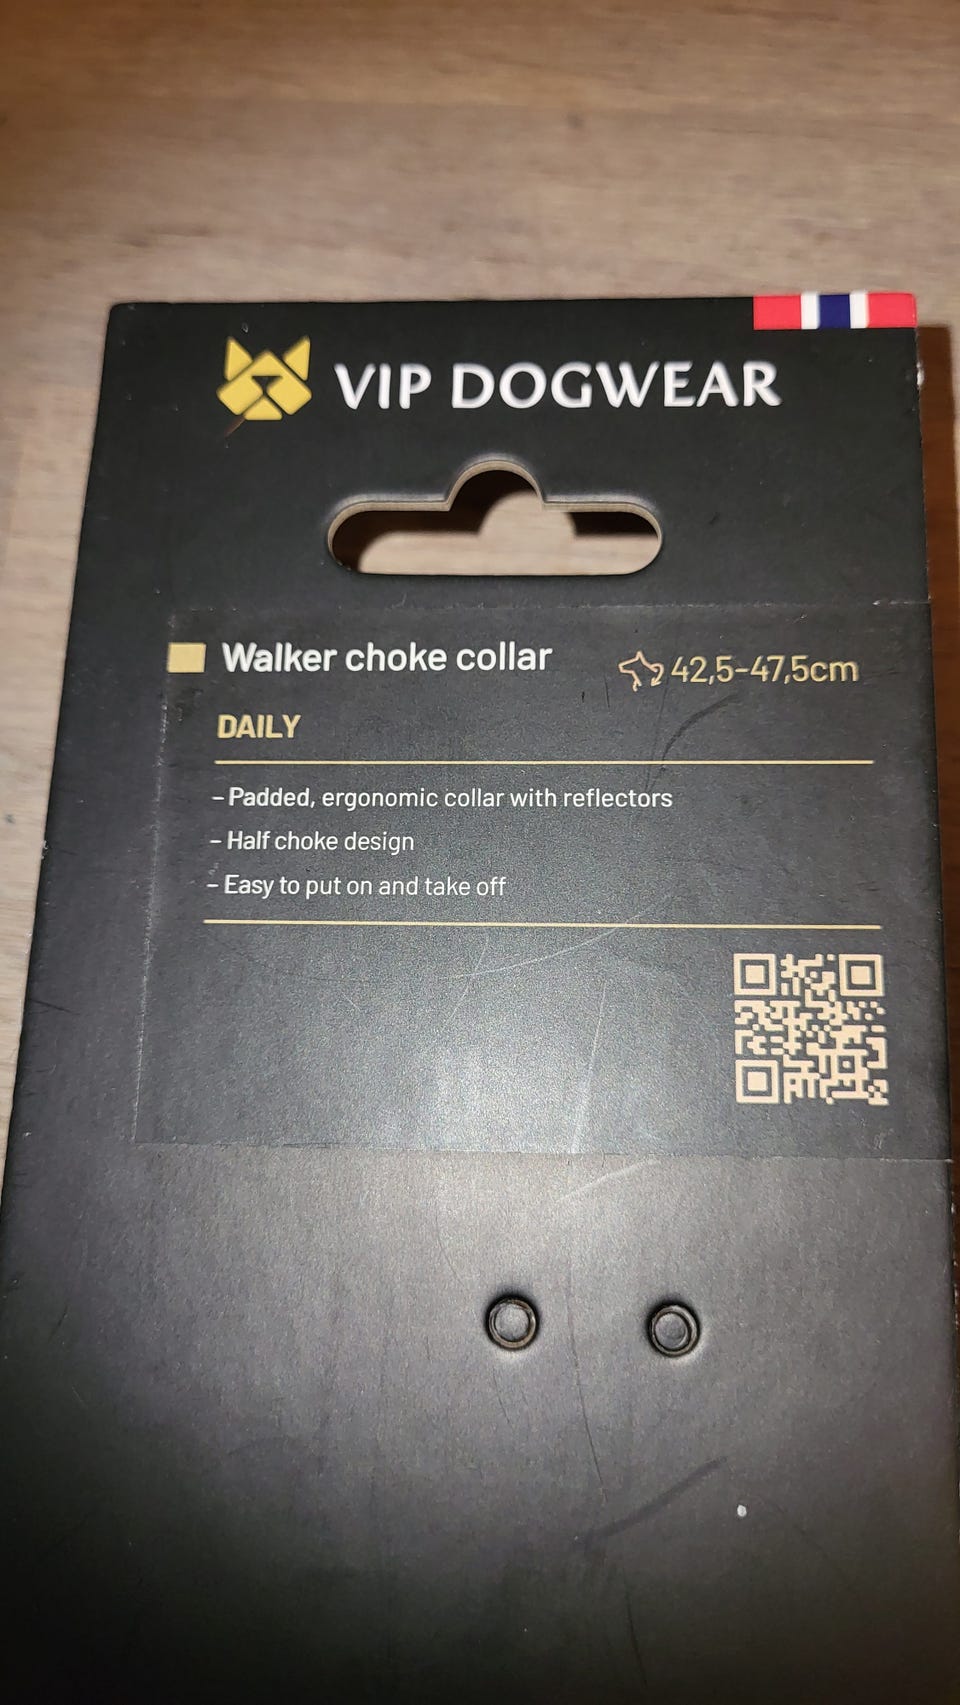 VIP DOGWEAR
Walker choke collar
42,5-47,5cm
DAILY
- Padded, ergonomic collar with reflectors
- Half choke design
- Easy to put on and take off